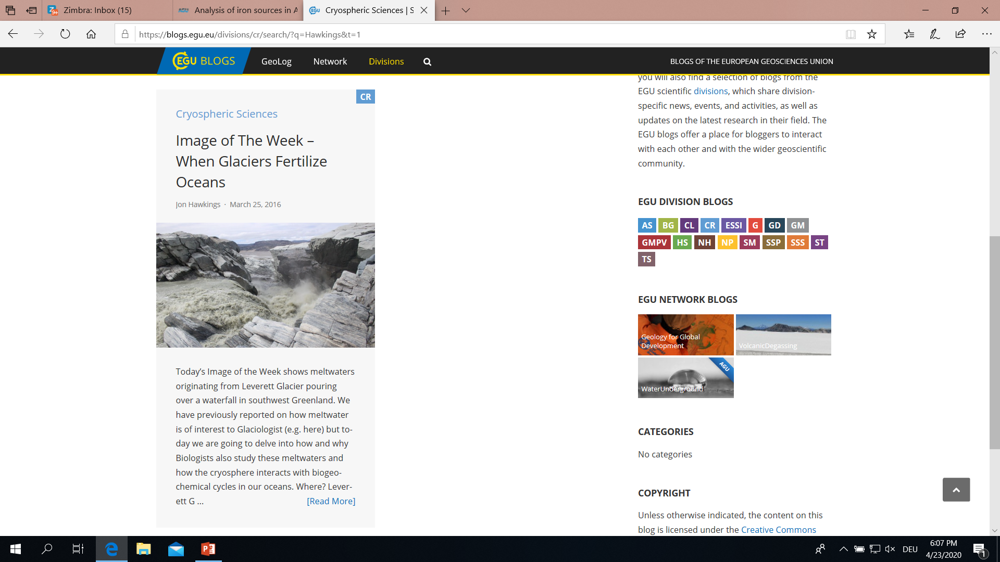 Zimbra: Inbox (15)
Analysis of iron sources in A
Cryospheric Sciences | S
https://blogs.egu.eu/divisions/cr/search/?q=Hawkings&t=1
EGU BLOGS
GeoLog
Network
Divisions
BLOGS OF THE EUROPEAN GEOSCIENCES UNION
CR
Cryospheric Sciences
Image of The Week –
When Glaciers Fertilize
Oceans
Jon Hawkings · March 25, 2016
Today’s Image of the Week shows meltwaters
originating from Leverett Glacier pouring
over a waterfall in southwest Greenland. We
have previously reported on how meltwater
is of interest to Glaciologist (e.g. here) but to-
day we are going to delve into how and why
Biologists also study these meltwaters and
how the cryosphere interacts with biogeo-
chemical cycles in our oceans. Where? Lever-
ett G ...
[Read More]
you will also find a selection of blogs from the
EGU scientific divisions, which share division-
specific news, events, and activities, as well as
updates on the latest research in their field. The
EGU blogs offer a place for bloggers to interact
with each other and with the wider geoscientific
community.
EGU DIVISION BLOGS
AS BG CL CR ESSI G GD GM
GMPV HS NH NP SM SSP SSS ST
TS
EGU NETWORK BLOGS
Geology for Global
Development
VolcanicDegassing
AGU
WaterUnderground
CATEGORIES
No categories
COPYRIGHT
Unless otherwise indicated, the content on this
blog is licensed under the Creative Commons
DEU
6:07 PM
4/23/2020
1